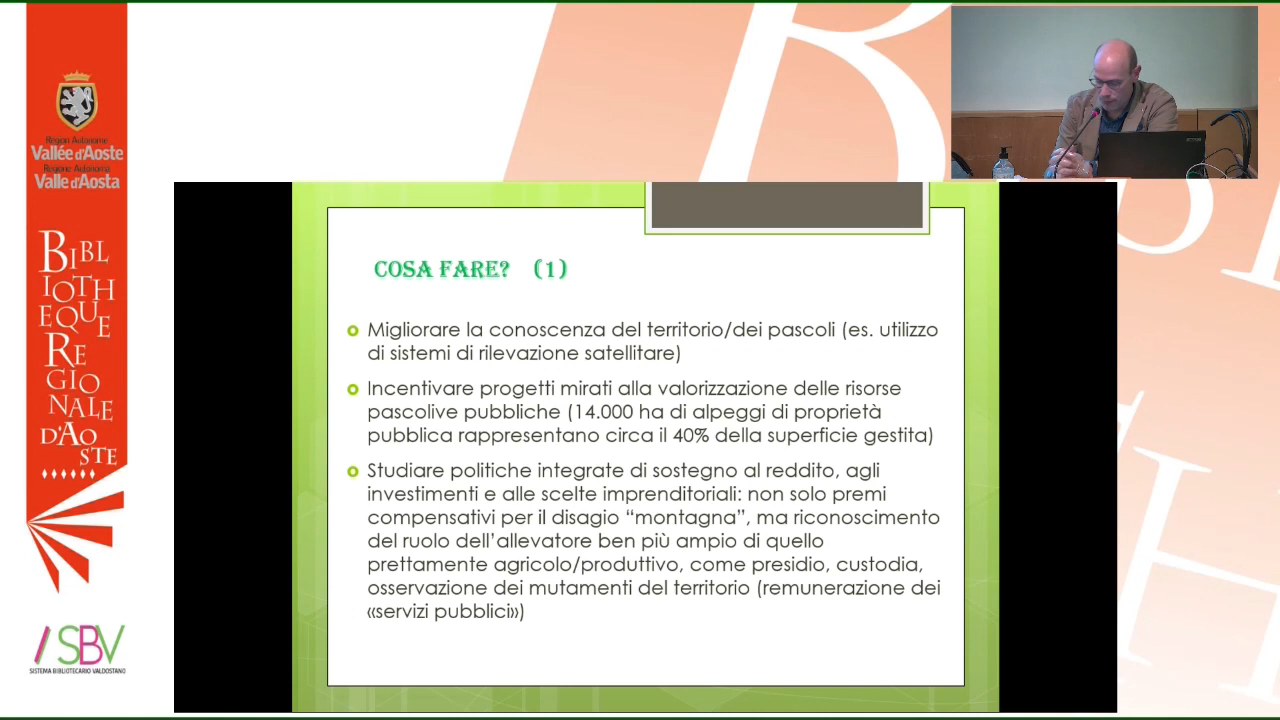 Région Autonome
Vallée d'Aoste
Regione Autonoma
Valle d'Aosta
BIBL
IOTH
EQUE
RE
GIO
NALE
D'AO
STE
SBV
SISTEMA BIBLIOTECARIO VALDOSTANO
COSA FARE? (1)
Migliorare la conoscenza del territorio/dei pascoli (es. utilizzo
di sistemi di rilevazione satellitare)
Incentivare progetti mirati alla valorizzazione delle risorse
pascolive pubbliche (14.000 ha di alpeggi di proprietà
pubblica rappresentano circa il 40% della superficie gestita)
Studiare politiche integrate di sostegno al reddito, agli
investimenti e alle scelte imprenditoriali: non solo premi
compensativi per il disagio “montagna”, ma riconoscimento
del ruolo dell’allevatore ben più ampio di quello
prettamente agricolo/produttivo, come presidio, custodia,
osservazione dei mutamenti del territorio (remunerazione dei
«servizi pubblici»)